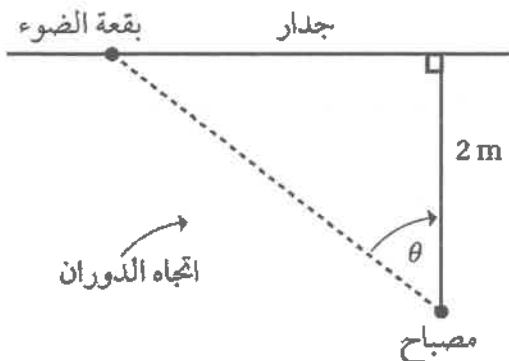 بقعة الضوء
جدار
2 m
θ
اتجاه الدوران
مصباح